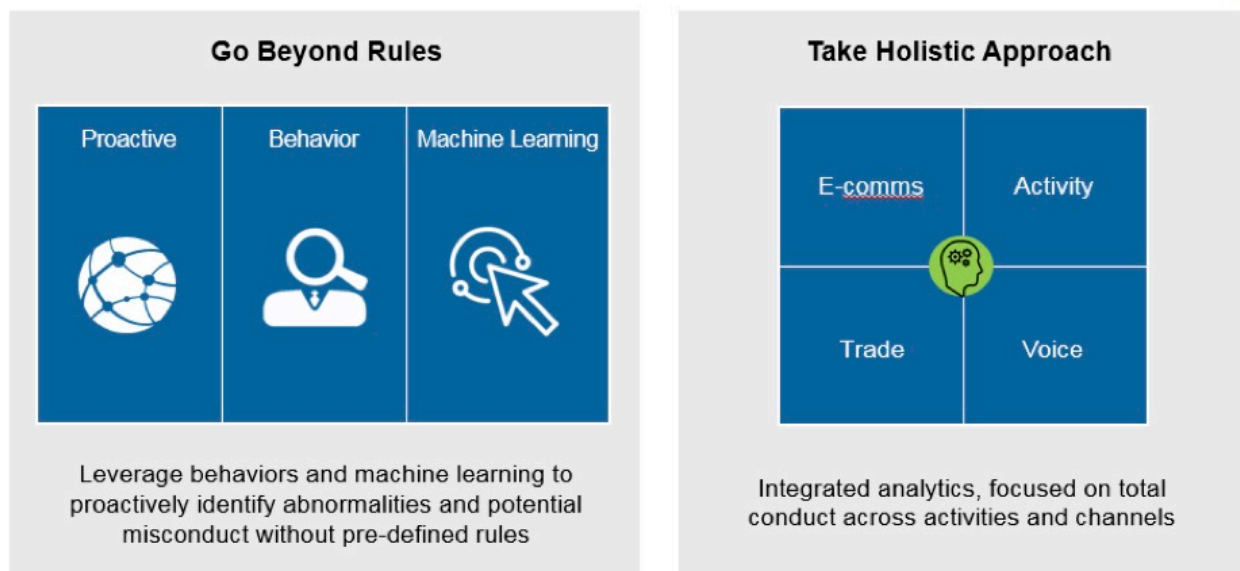 Go Beyond Rules
Proactive
Behavior
Machine Learning
Leverage behaviors and machine learning to
proactively identify abnormalities and potential
misconduct without pre-defined rules
Take Holistic Approach
E-comms
Activity
Trade
Voice
Integrated analytics, focused on total
conduct across activities and channels